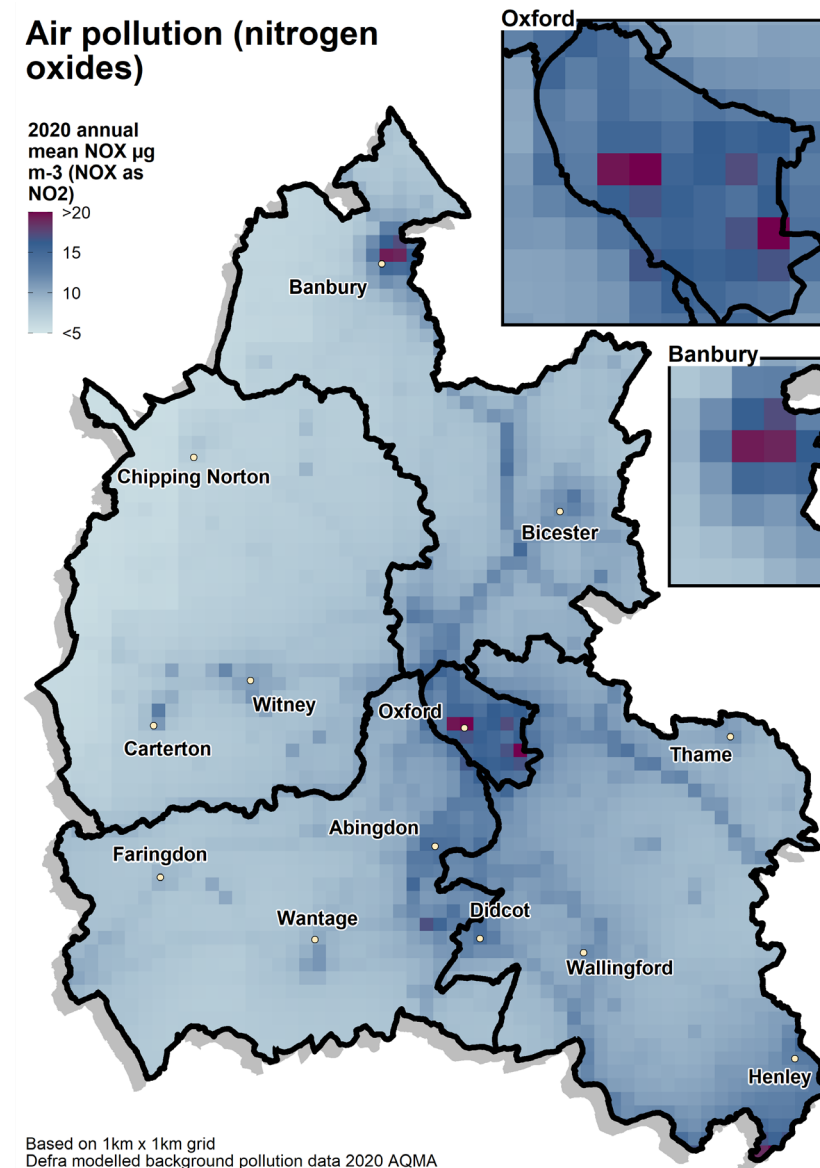 Air pollution (nitrogen
oxides)
2020 annual
mean NOX µg
m-3 (NOX as
NO2)
>20
15
10
<5
Oxford
Banbury
Banbury
Chipping Norton
Bicester
Witney
Carterton
Oxford
Thame
Abingdon
Faringdon
Wantage
Didcot
Wallingford
Henley
Based on 1km x 1km grid
Defra modelled background pollution data 2020 AQMA